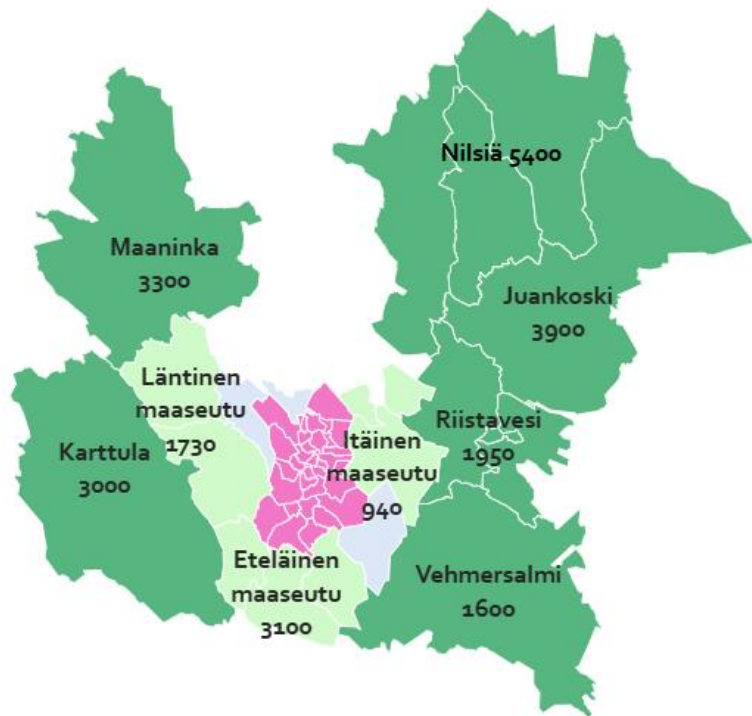 Nilsiä 5400
Maaninka
3300
Juankoski
3900
Läntinen
maaseutu
1730
Karttula
3000
Itäinen
maaseutu
940
Riistavesi
1950
Eteläinen
maaseutu
3100
Vehmersalmi
1600